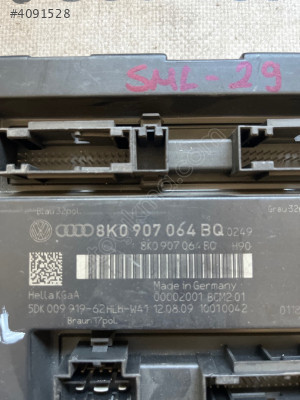 #4091528
SML-29
Blau 32pol.
Grau 32
8K0 907 064 BQ 0249
8K0 907 064 BQ H90
Made in Germany
Hella KGaA
00002001 BCM2.01
5DK 009 919-62 HLH-W41 12.08.09 10010042
Braun 17pol